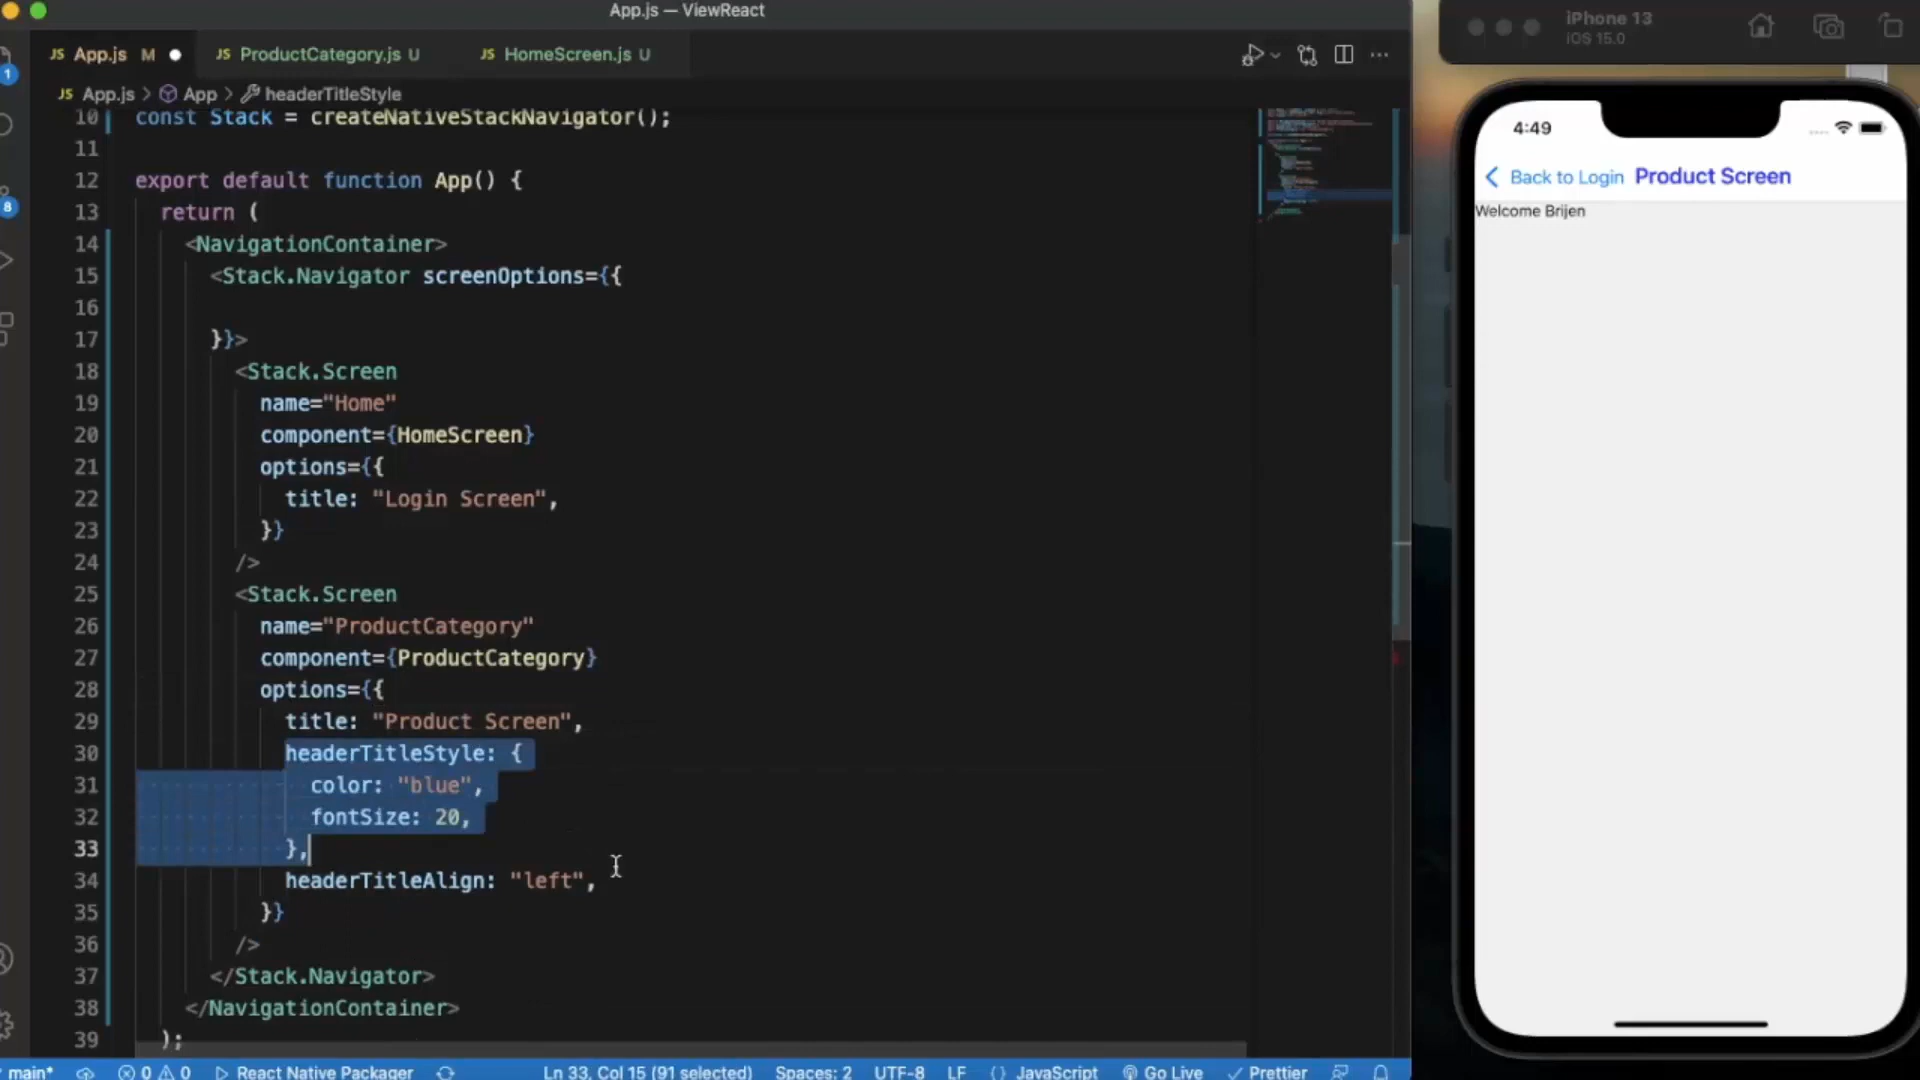 App.js — ViewReact
iPhone 13
iOS 15.0
JS App.js M
JS ProductCategory.js U
JS HomeScreen.js U
1
JS App.js > App > headerTitleStyle
10 const Stack = createNativeStackNavigator();
11
12 export default function App() {
13 return (
14 <NavigationContainer>
15 <Stack.Navigator screenOptions={{
16
17 }}>
18 <Stack.Screen
19 name="Home"
20 component={HomeScreen}
21 options={{
22 title: "Login Screen",
23 }}
24 />
25 <Stack.Screen
26 name="ProductCategory"
27 component={ProductCategory}
28 options={{
29 title: "Product Screen",
30 headerTitleStyle: {
31 color: "blue",
32 fontSize: 20,
33 },
34 headerTitleAlign: "left",
35 }}
36 />
37 </Stack.Navigator>
38 </NavigationContainer>
39 );
8
4:49
Back to Login Product Screen
Welcome Brijen
main* 0 0 React Native Packager Ln 33, Col 15 (91 selected) Spaces: 2 UTF-8 LF {} JavaScript Go Live Prettier